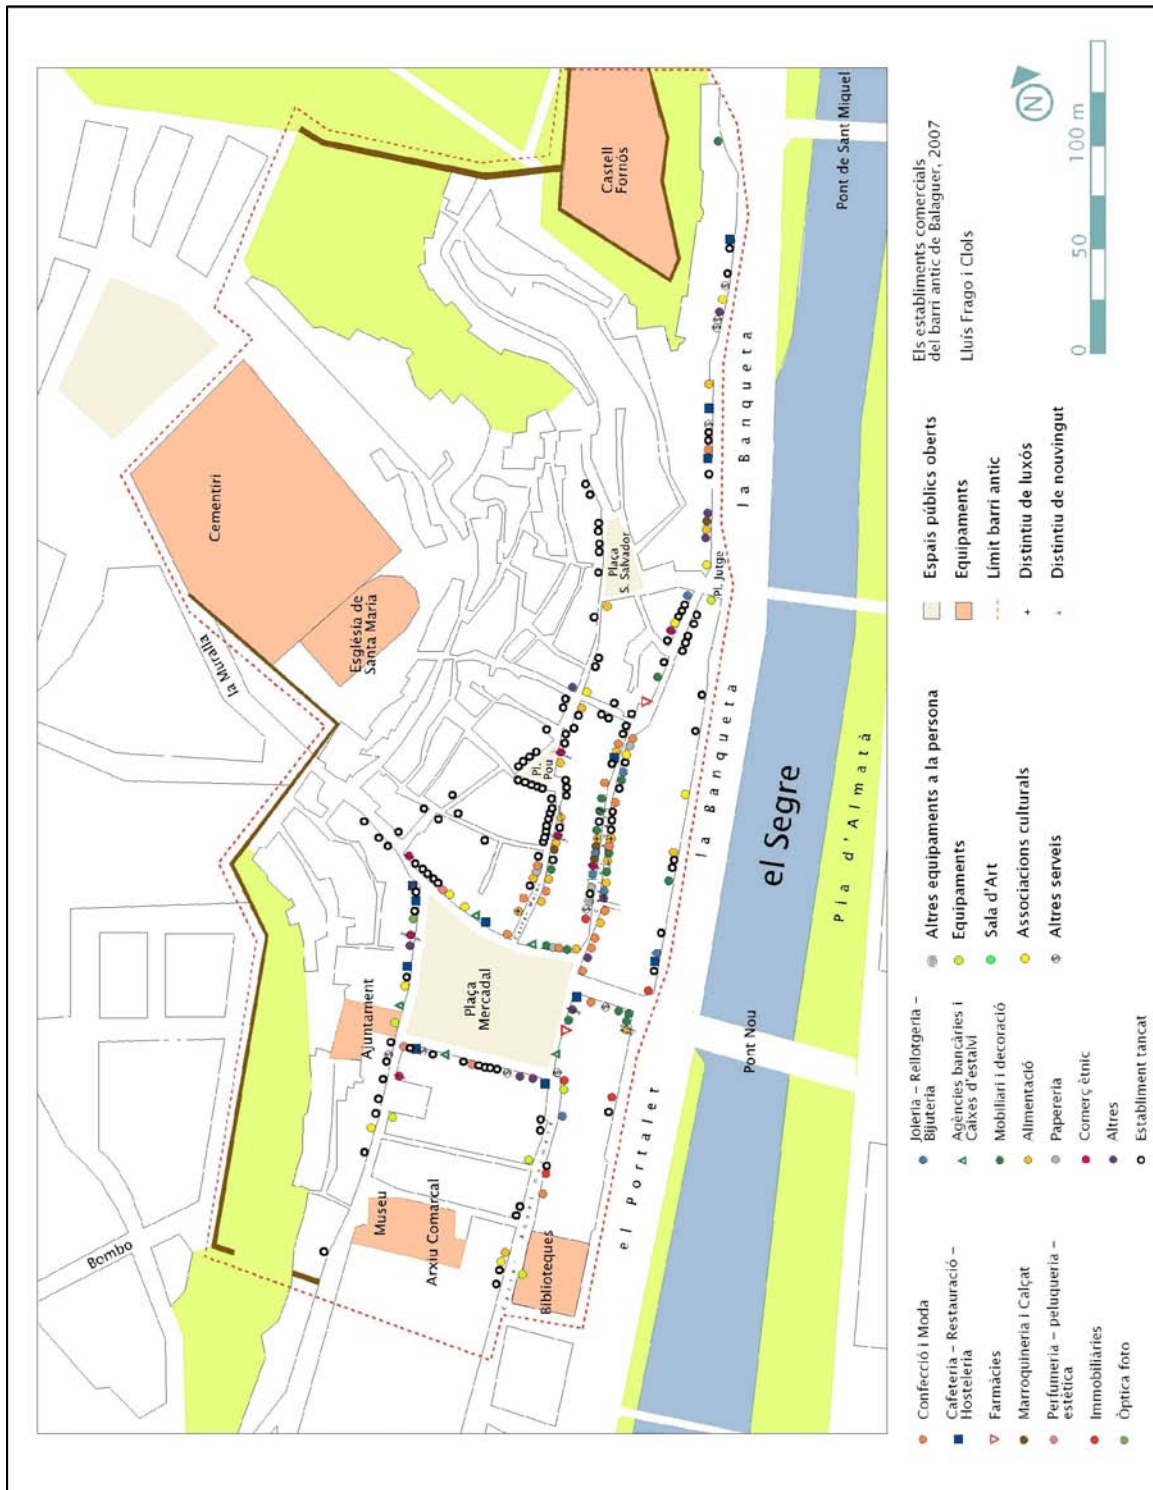 Bombo
la Muralla
Cementiri
Església de
Santa Maria
Castell
Formós
Museu
Arxiu Comarcal
Ajuntament
Plaça
Mercadal
Pl.
Pou
Plaça
S. Salvador
Pl. Jutge
Biblioteques
el Portalet
la Banqueta
la Banqueta
Pont Nou
el Segre
Pla d'Almatà
Pont de Sant Miquel
Confecció i Moda
Cafeteria – Restauració –
Hosteleria
Farmàcies
Marroquineria i Calçat
Perfumeria – peluqueria –
estètica
Immobiliáries
Òptica foto
Joleria – Rellotgeria –
Bijuteria
Agències bancàries i
Caixes d'estalvi
Mobiliari i decoració
Alimentació
Papereria
Comerç ètnic
Altres
Establiment tancat
Altres equipaments a la persona
Equipaments
Sala d'Art
Associacions culturals
Altres serveis
Espais públics oberts
Equipaments
Límit barri antic
Distintiu de luxós
Distintiu de nouvingut
Els establiments comercials
del barri antic de Balaguer, 2007
Lluís Frago i Clols
N
0 50 100 m